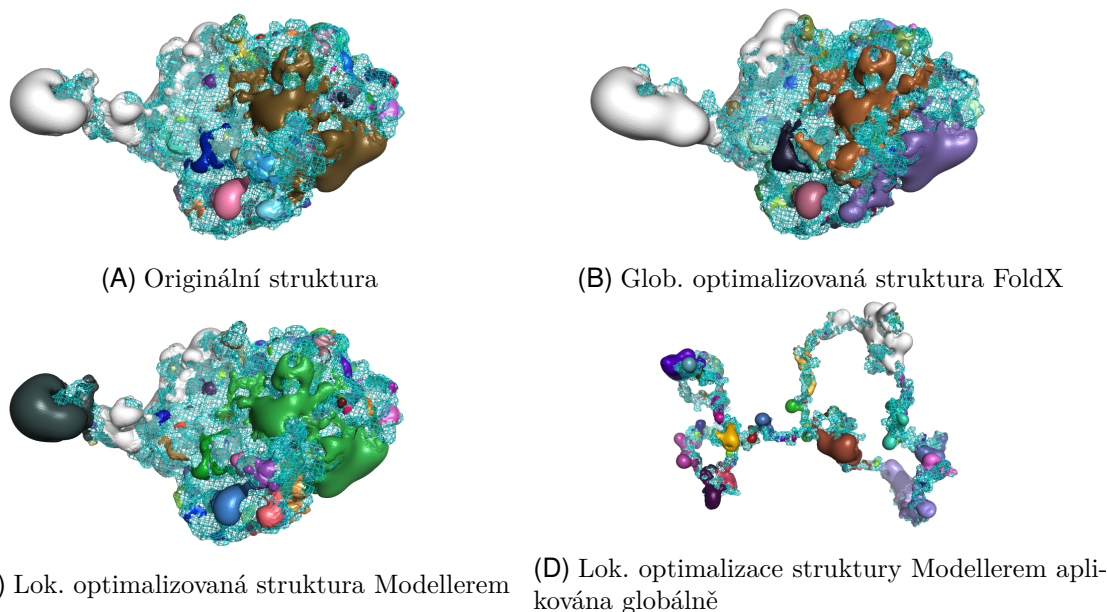 (A) Originální struktura
(B) Glob. optimalizovaná struktura FoldX
) Lok. optimalizovaná struktura Modellerem
(D) Lok. optimalizace struktury Modellerem apli-
kována globálně